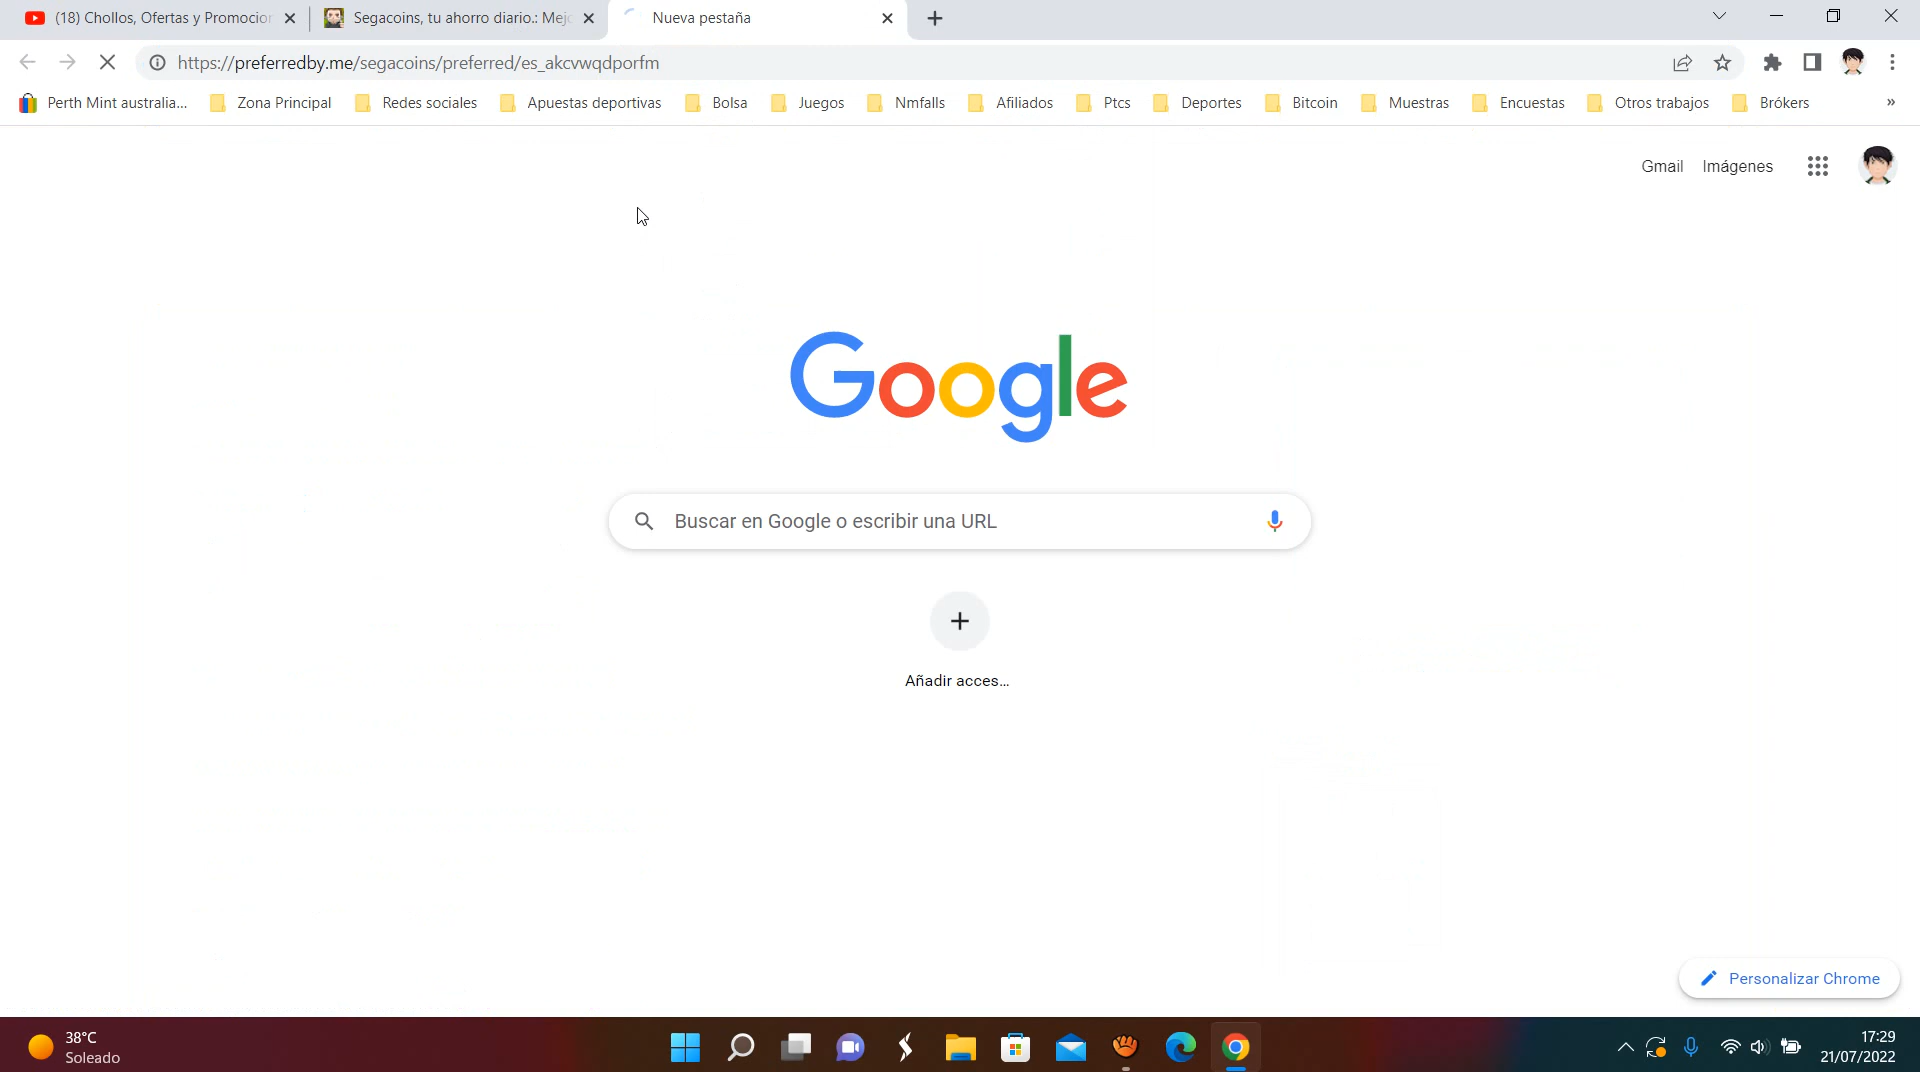 (18) Chollos, Ofertas y Promocior
Segacoins, tu ahorro diario.: Mejo
Nueva pestaña
https://preferredby.me/segacoins/preferred/es_akcvwqdporfm
Perth Mint australia...
Zona Principal
Redes sociales
Apuestas deportivas
Bolsa
Juegos
Nmfalls
Afiliados
Ptcs
Deportes
Bitcoin
Muestras
Encuestas
Otros trabajos
Brókers
»
Gmail
Imágenes
Google
Buscar en Google o escribir una URL
Añadir acces...
Personalizar Chrome
38°C
Soleado
17:29
21/07/2022